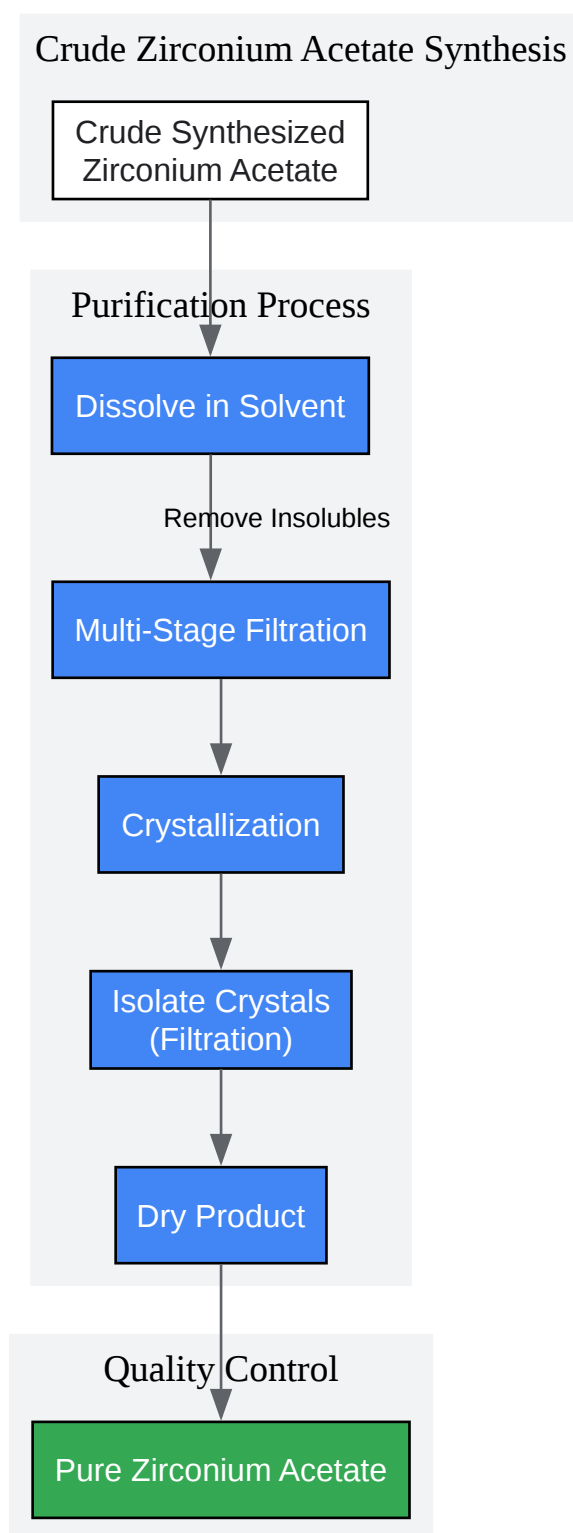 Crude Zirconium Acetate Synthesis
Crude Synthesized
Zirconium Acetate
Purification Process
Dissolve in Solvent
Remove Insolubles
Multi-Stage Filtration
Crystallization
Isolate Crystals
(Filtration)
Dry Product
Quality Control
Pure Zirconium Acetate